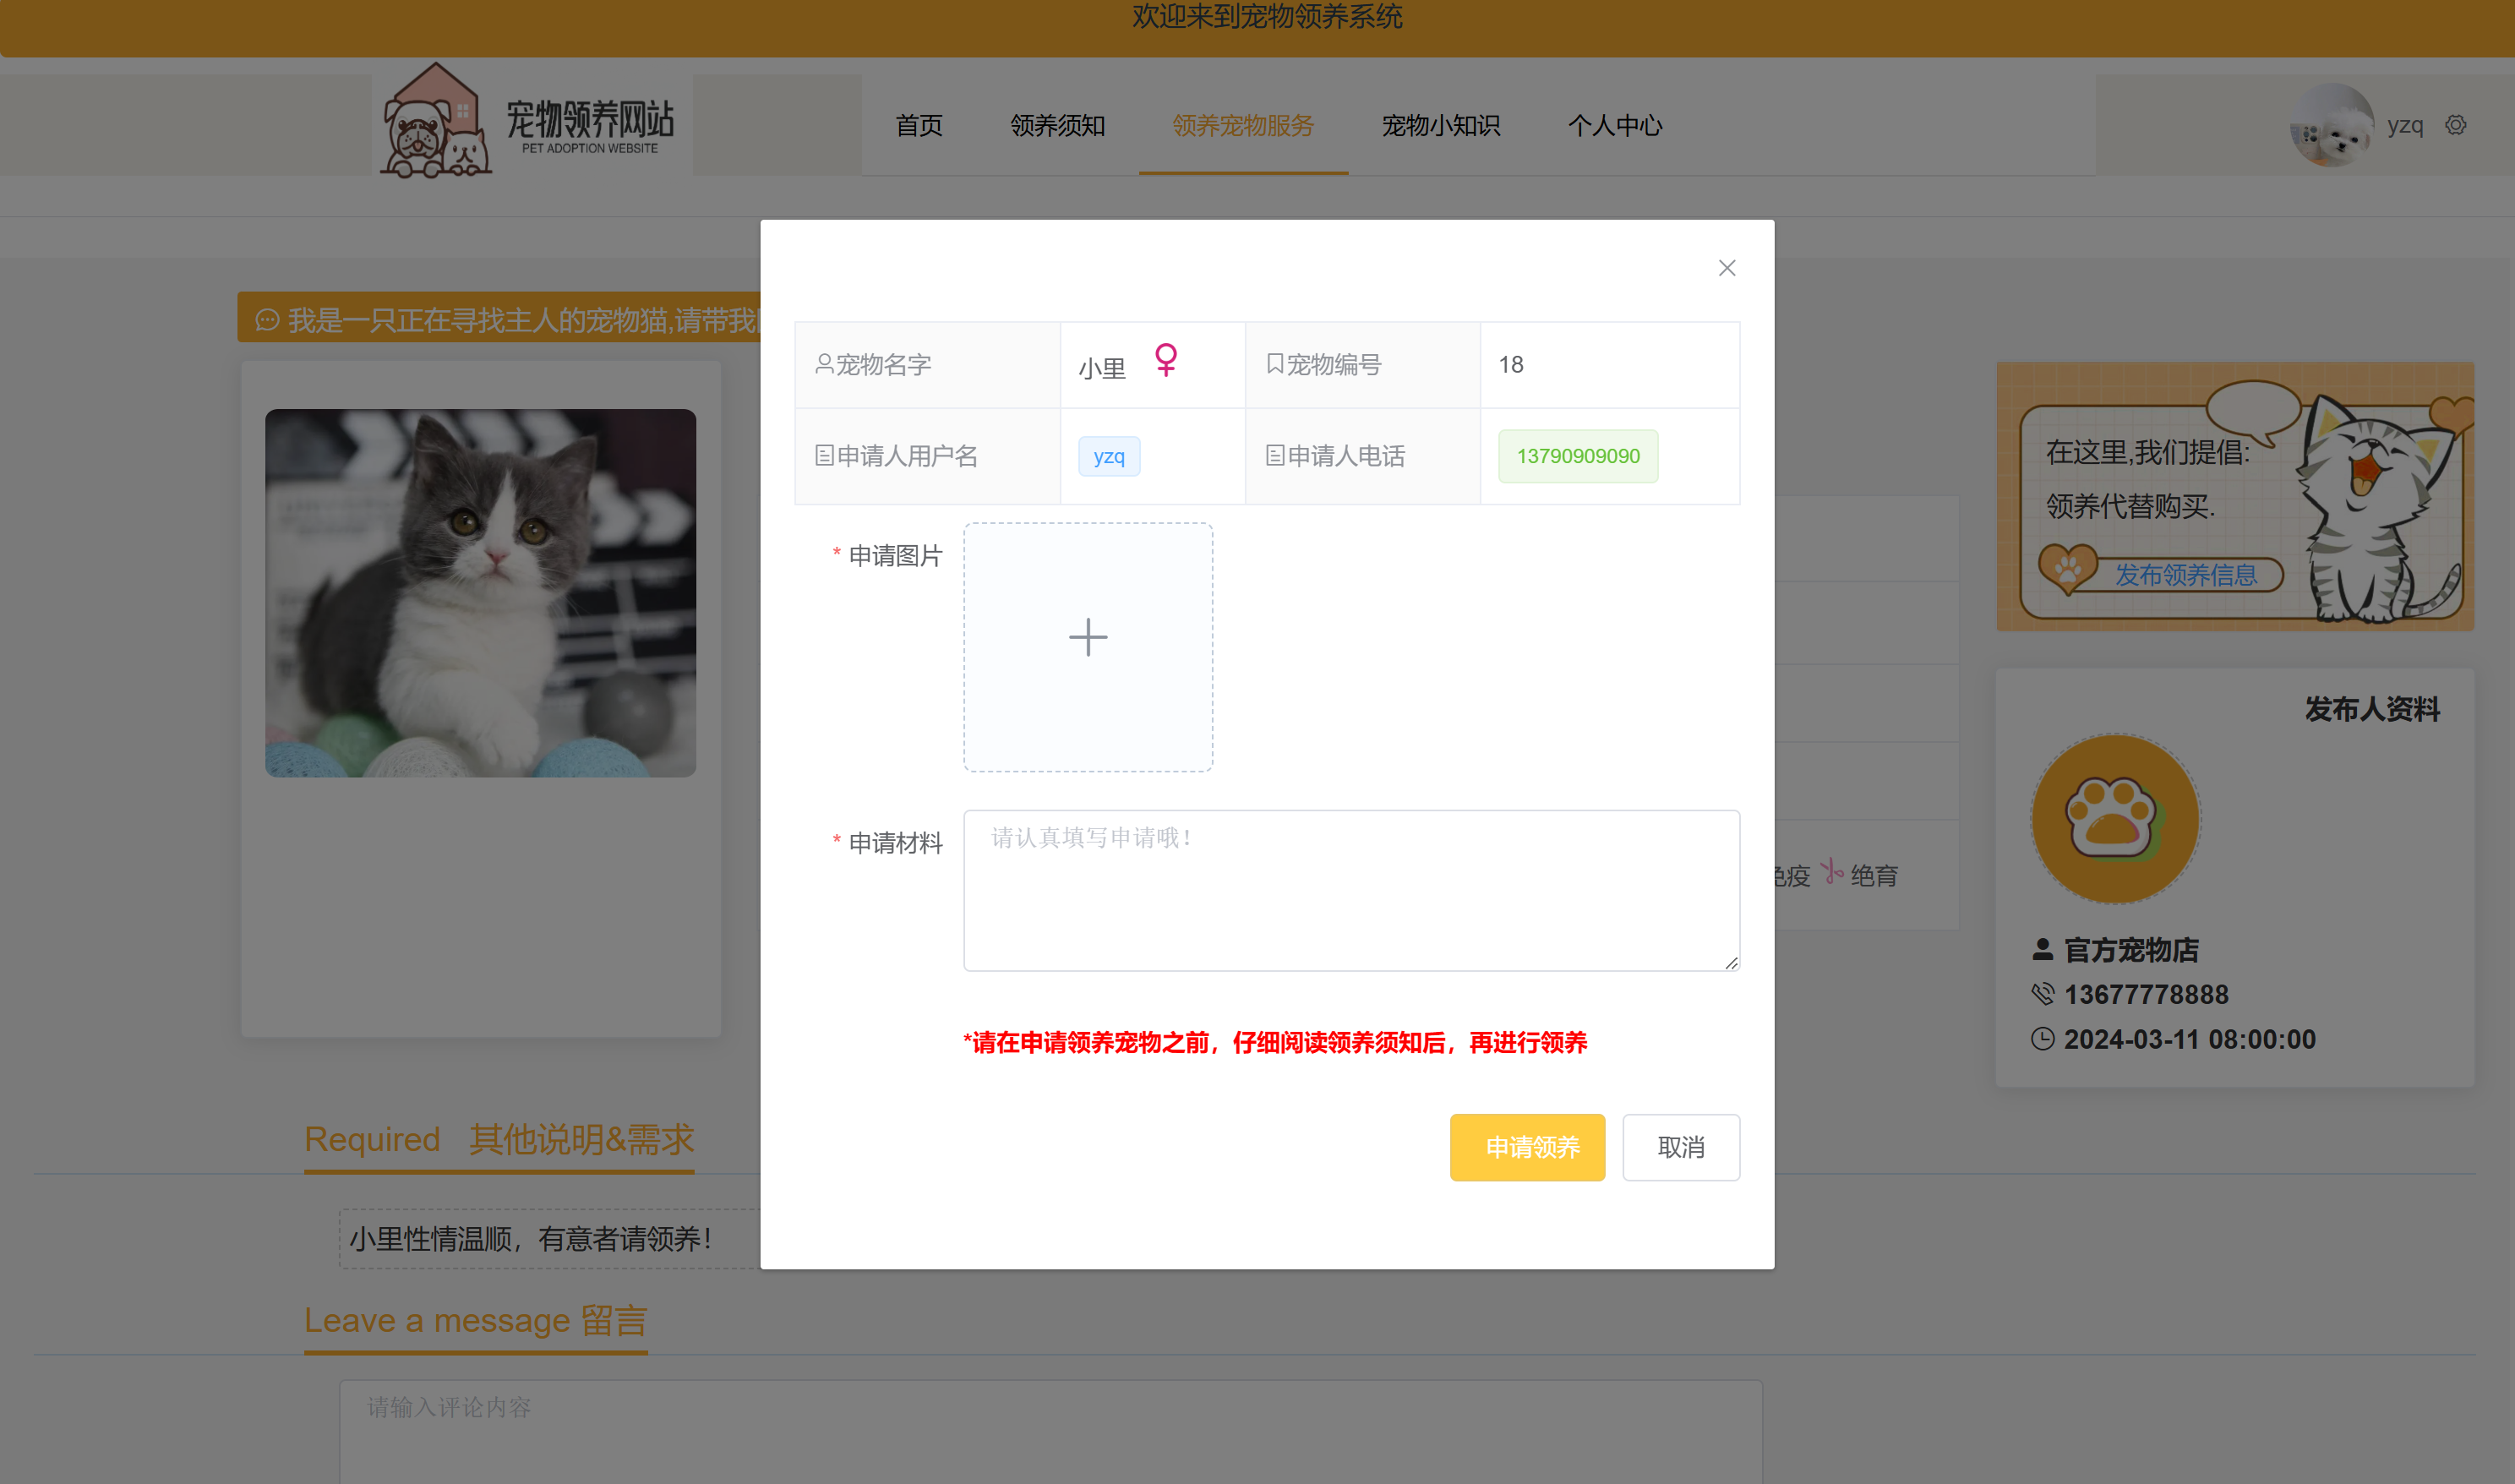 欢迎来到宠物领养系统
宠物领养网站
PET ADOPTION WEBSITE
首页 领养须知 领养宠物服务 宠物小知识 个人中心
yzq
我是一只正在寻找主人的宠物猫,请带我
宠物名字 小里 宠物编号 18
申请人用户名 yzq 申请人电话 13790909090
* 申请图片
* 申请材料
请认真填写申请哦！
*请在申请领养宠物之前，仔细阅读领养须知后，再进行领养
申请领养 取消
在这里,我们提倡:
领养代替购买.
发布领养信息
发布人资料
官方宠物店
13677778888
2024-03-11 08:00:00
疫 绝育
Required 其他说明&需求
小里性情温顺，有意者请领养！
Leave a message 留言
请输入评论内容